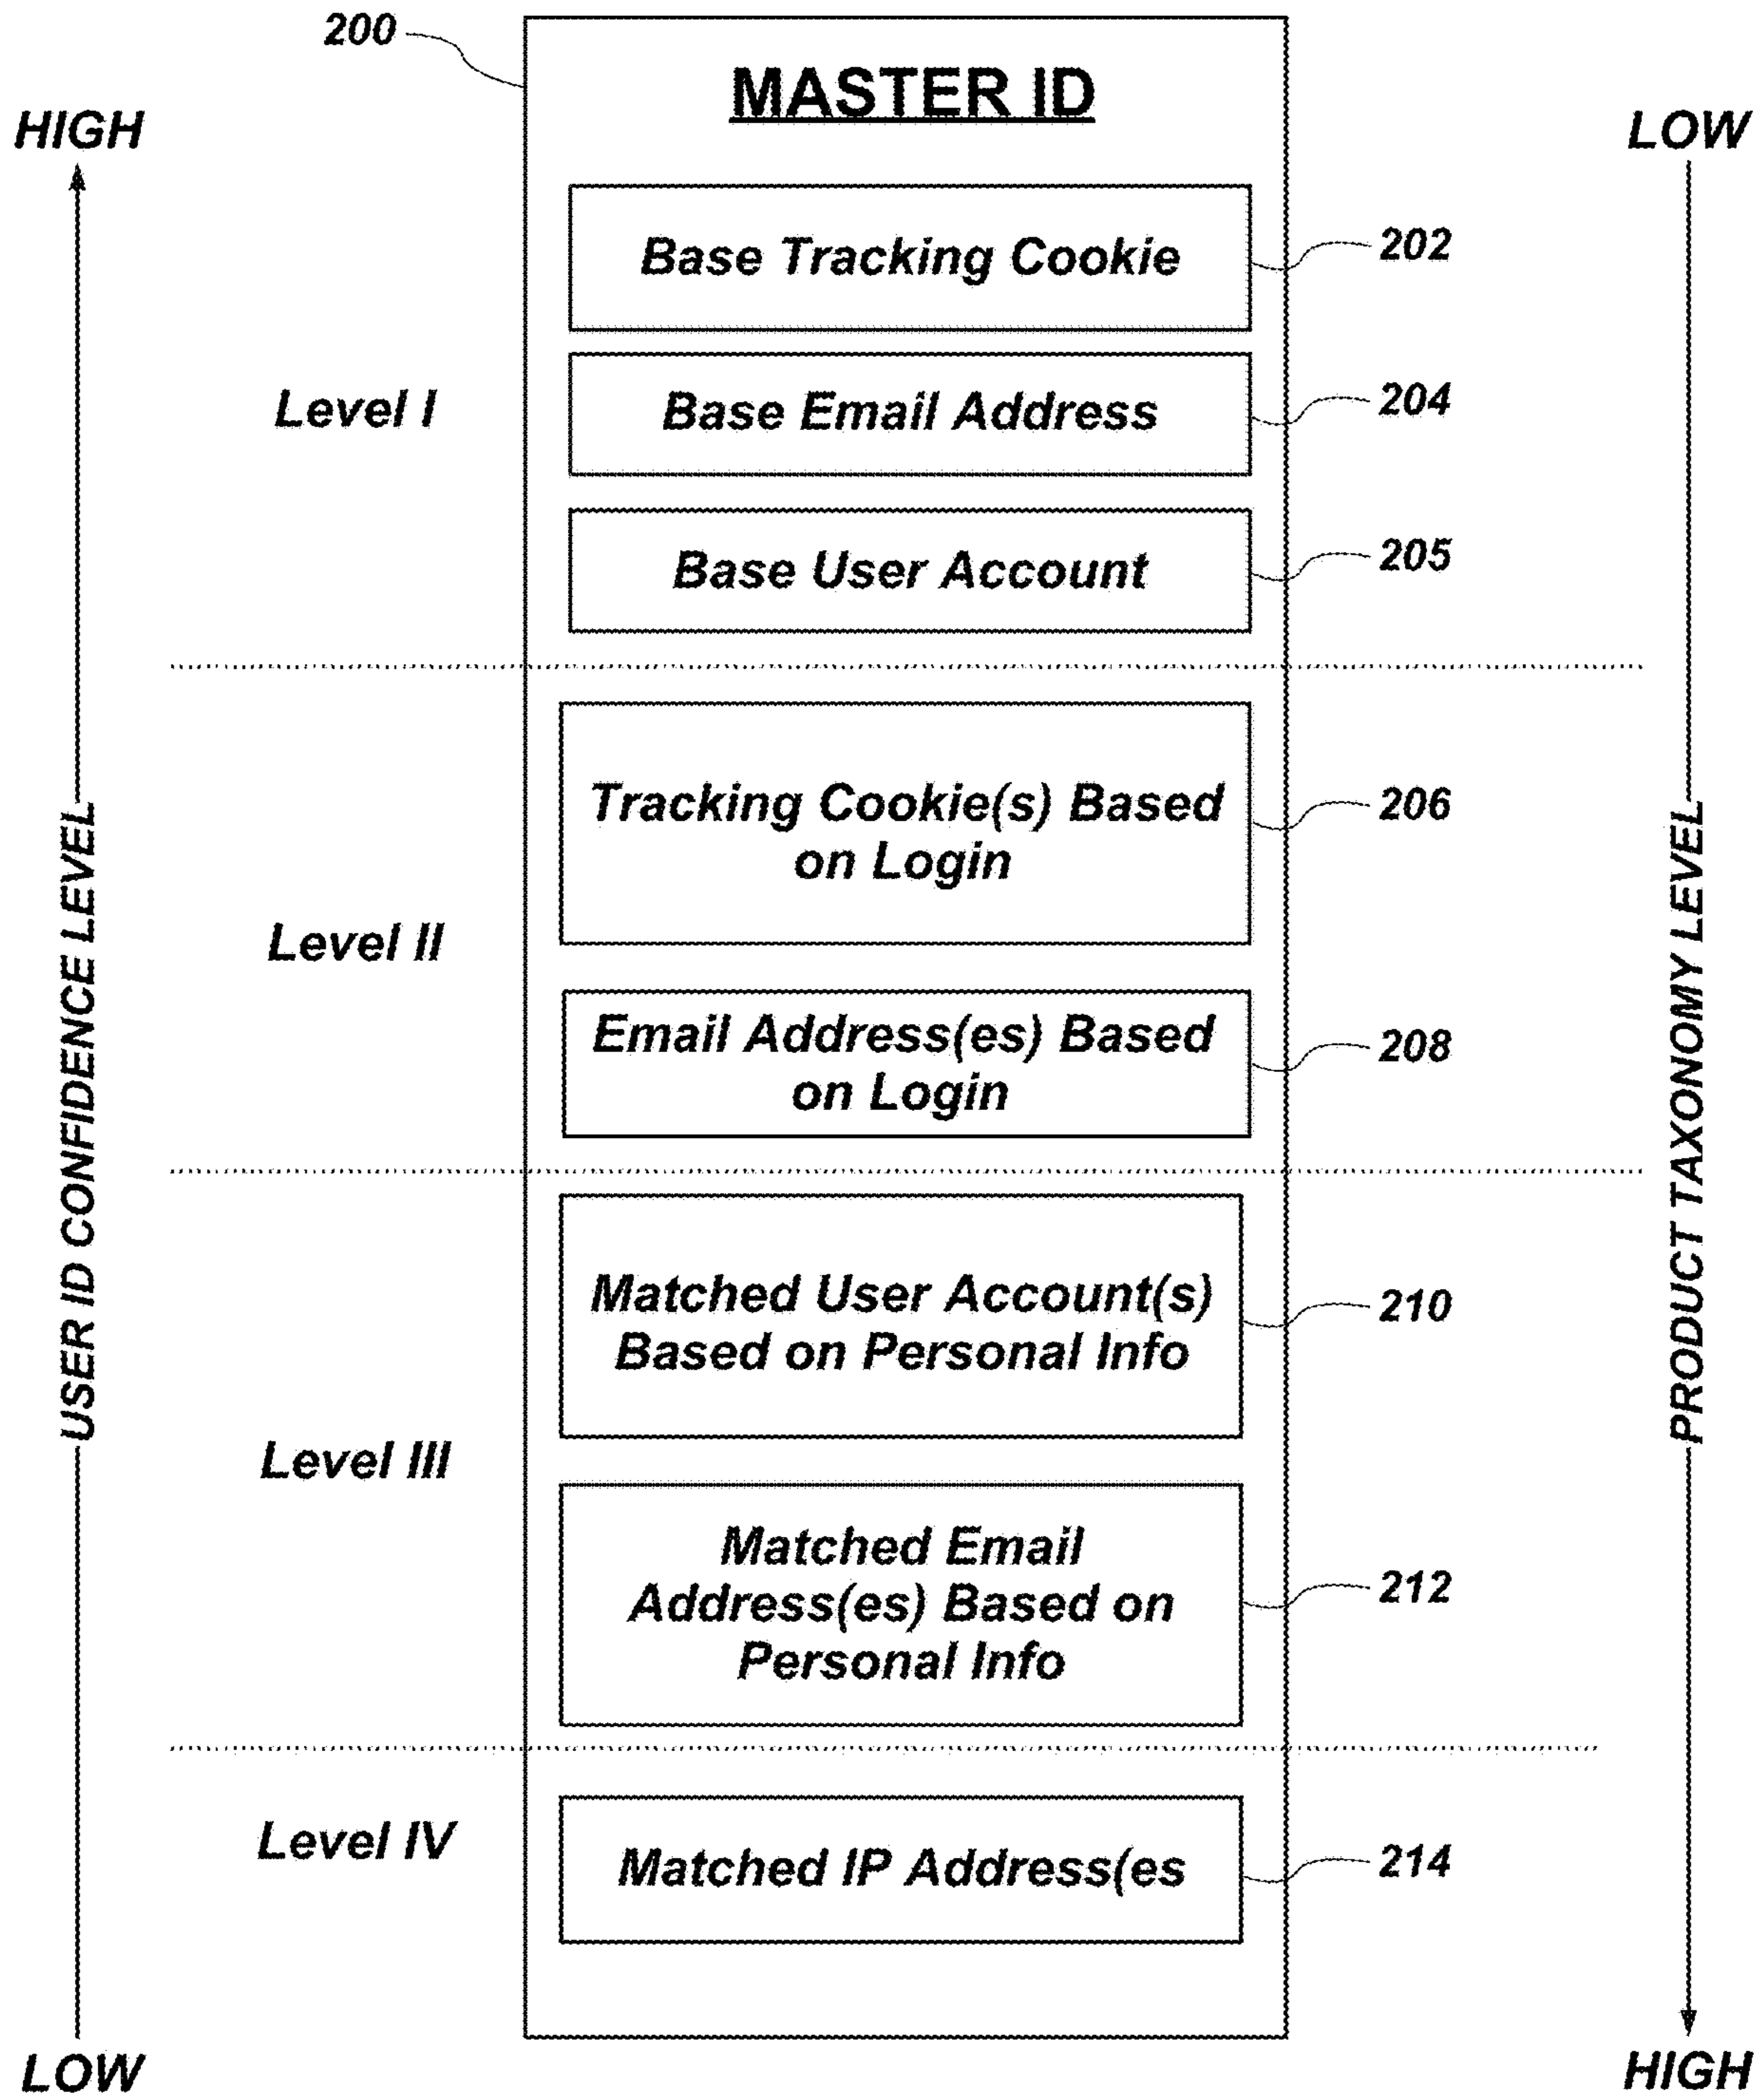 200
MASTER ID
HIGH
LOW
Base Tracking Cookie
202
Level I
Base Email Address
204
Base User Account
205
Tracking Cookie(s) Based
on Login
206
Level II
Email Address(es) Based
on Login
208
USER ID CONFIDENCE LEVEL
PRODUCT TAXONOMY LEVEL
Matched User Account(s)
Based on Personal Info
210
Level III
Matched Email
Address(es) Based on
Personal Info
212
Level IV
Matched IP Address(es
214
LOW
HIGH